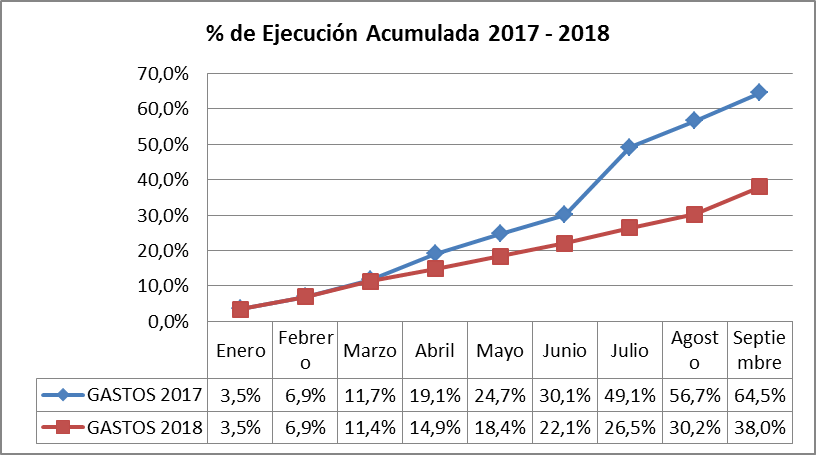 % de Ejecución Acumulada 2017 - 2018
70,0%
60,0%
50,0%
40,0%
30,0%
20,0%
10,0%
0,0%
Enero Febrer o Marzo Abril Mayo Junio Julio Agost o Septie mbre
GASTOS 2017 3,5% 6,9% 11,7% 19,1% 24,7% 30,1% 49,1% 56,7% 64,5%
GASTOS 2018 3,5% 6,9% 11,4% 14,9% 18,4% 22,1% 26,5% 30,2% 38,0%